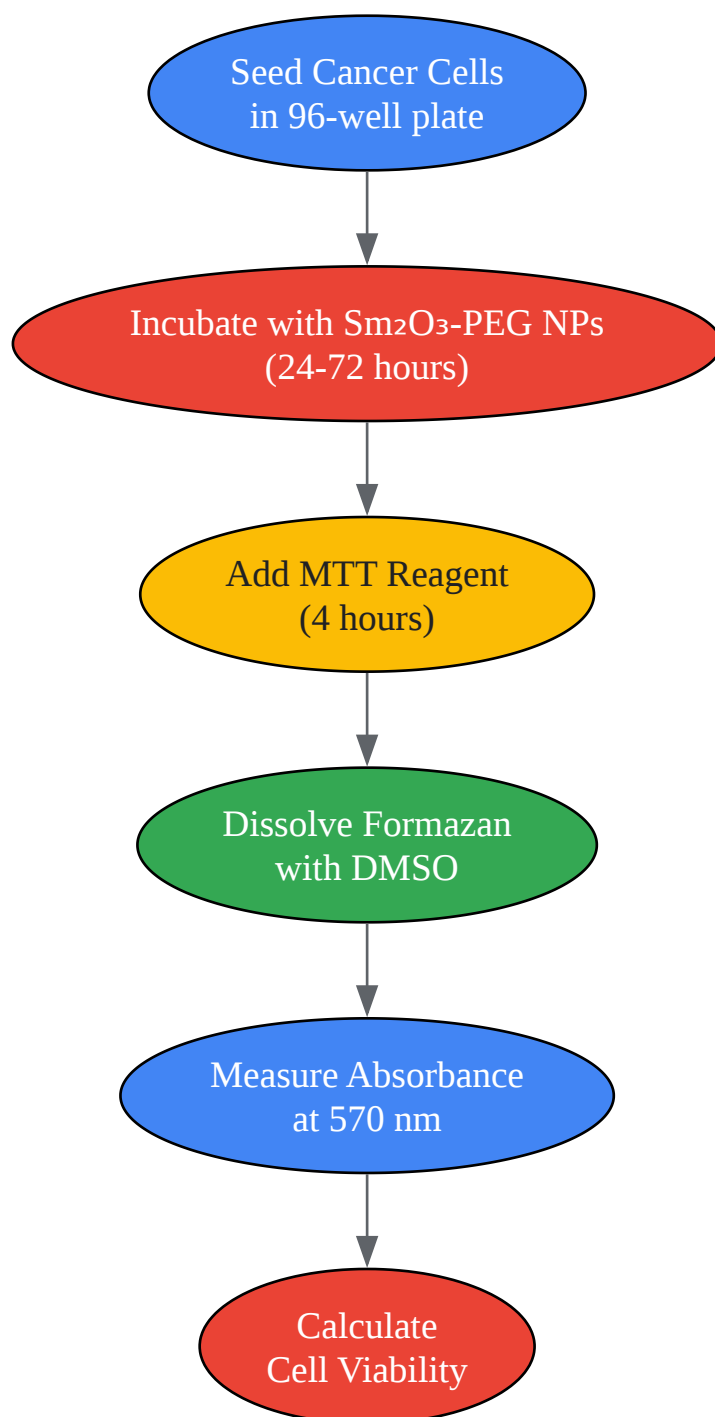 Seed Cancer Cells
in 96-well plate
Incubate with Sm₂O₃-PEG NPs
(24-72 hours)
Add MTT Reagent
(4 hours)
Dissolve Formazan
with DMSO
Measure Absorbance
at 570 nm
Calculate
Cell Viability